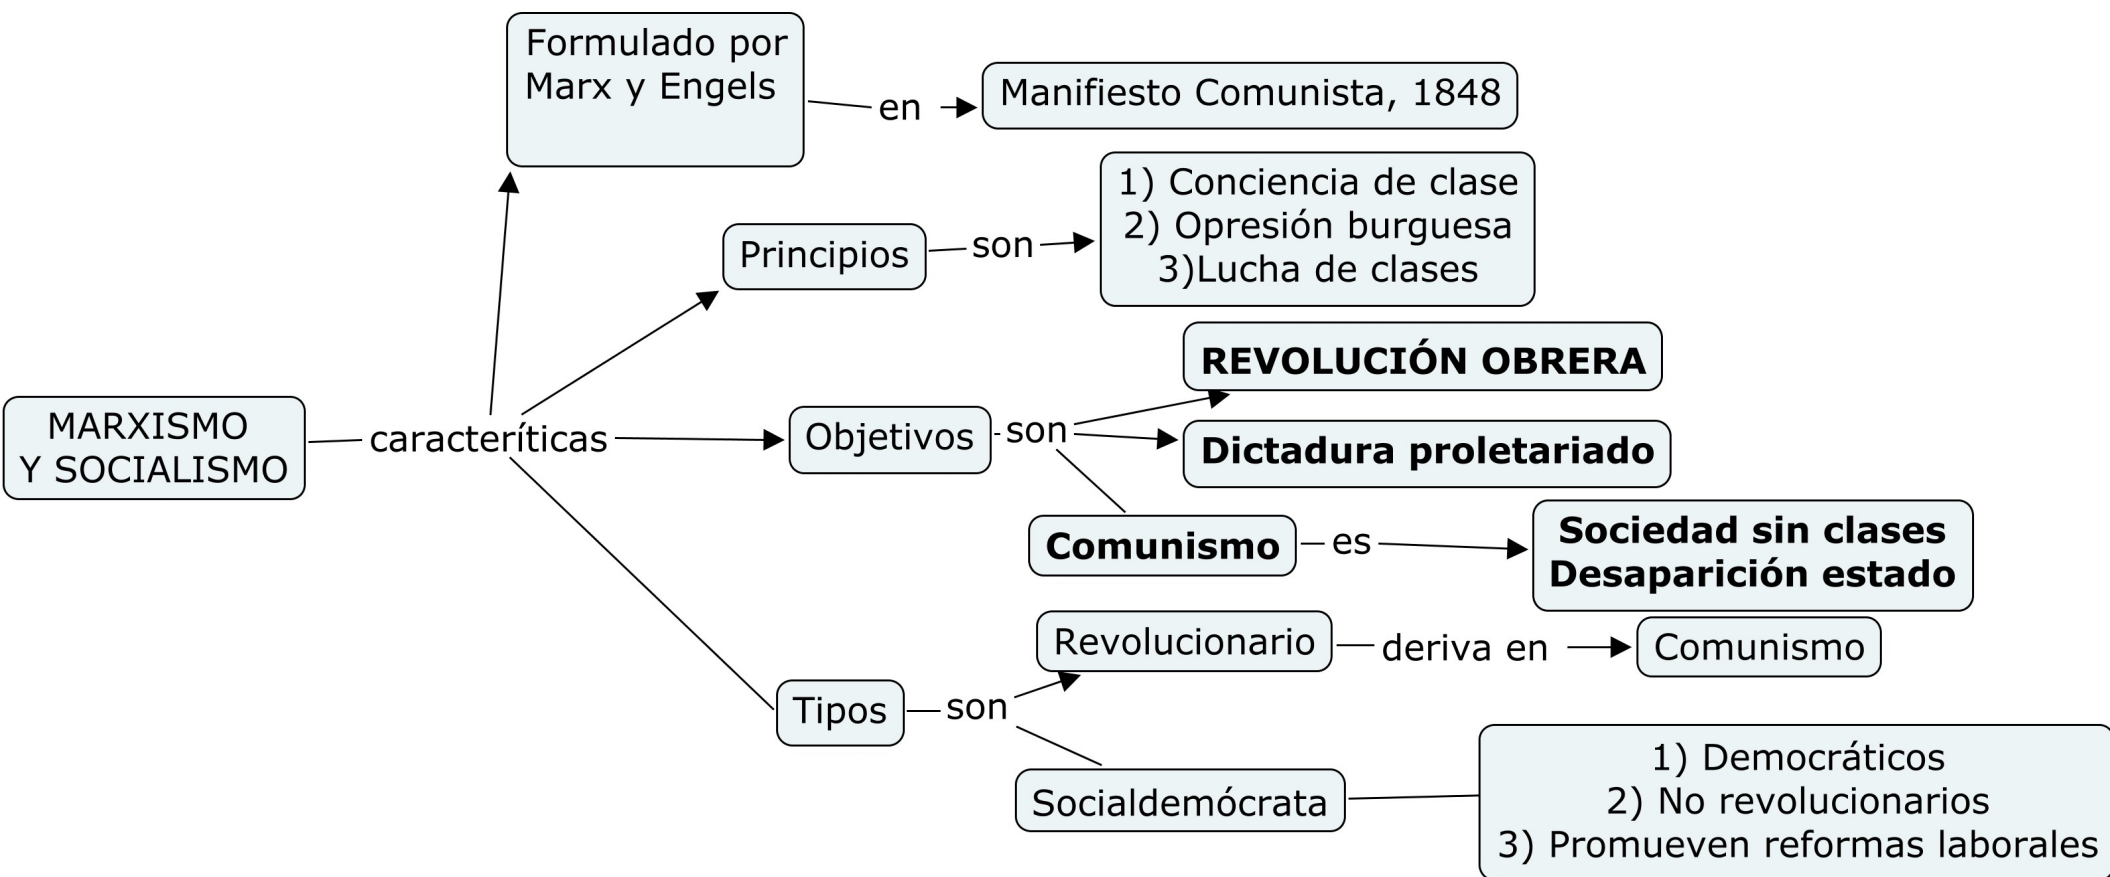 Formulado por
Marx y Engels
en
Manifiesto Comunista, 1848
Principios
son
1) Conciencia de clase
2) Opresión burguesa
3)Lucha de clases
MARXISMO
Y SOCIALISMO
caracteríticas
Objetivos
son
REVOLUCIÓN OBRERA
Dictadura proletariado
Comunismo
es
Sociedad sin clases
Desaparición estado
Tipos
son
Revolucionario
deriva en
Comunismo
Socialdemócrata
1) Democráticos
2) No revolucionarios
3) Promueven reformas laborales